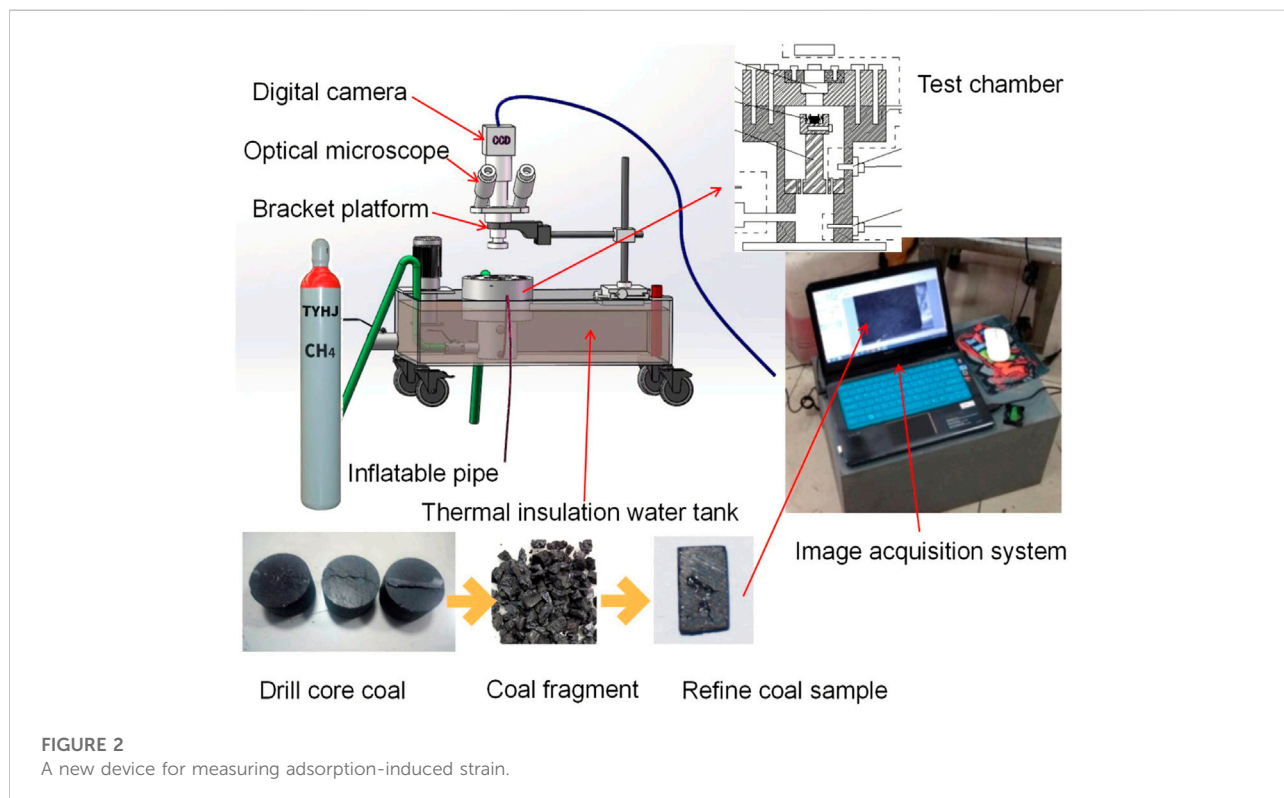 Digital camera
Optical microscope
Bracket platform
CCD
Test chamber
TYHJ
CH4
Inflatable pipe
Thermal insulation water tank
Image acquisition system
Drill core coal
Coal fragment
Refine coal sample
FIGURE 2
A new device for measuring adsorption-induced strain.